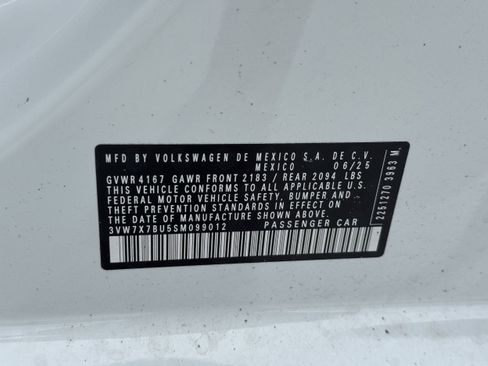 MFD BY VOLKSWAGEN DE MEXICO S.A. DE C.V.
MEXICO 06/25
GVWR 4167 GAWR FRONT 2183 / REAR 2094 LBS
THIS VEHICLE CONFORMS TO ALL APPLICABLE U.S.
FEDERAL MOTOR VEHICLE SAFETY, BUMPER AND
THEFT PREVENTION STANDARDS IN EFFECT ON
THE DATE OF MANUFACTURE SHOWN ABOVE.
3VW7X7BU5SM099012 PASSENGER CAR
2251270 3963 M.